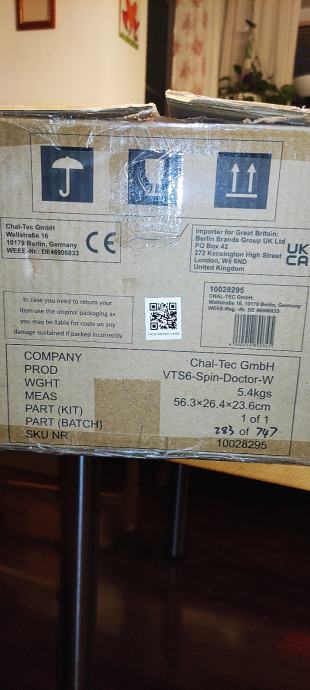 Chal-Tec GmbH
Wallstraße 16
10179 Berlin, Germany
WEEE-Nr.: DE46906833
CE
Importer for Great Britain:
Berlin Brands Group UK Ltd
PO Box 42
272 Kensington High Street
London, W8 6ND
United Kingdom
UK
CA
In case you need to return your
item use the original packaging as
you may be liable for costs on any
damage sustained if packed incorrectly.
10028295
CHAL-TEC GmbH
Wallstraße 16, 10179 Berlin, Germany
WEEE-Reg. -Nr. DE 46906833
COMPANY Chal-Tec GmbH
PROD VTS6-Spin-Doctor-W
WGHT 5.4kgs
MEAS 56.3×26.4×23.6cm
PART (KIT) 1 of 1
PART (BATCH) 283 of 747
SKU NR 10028295